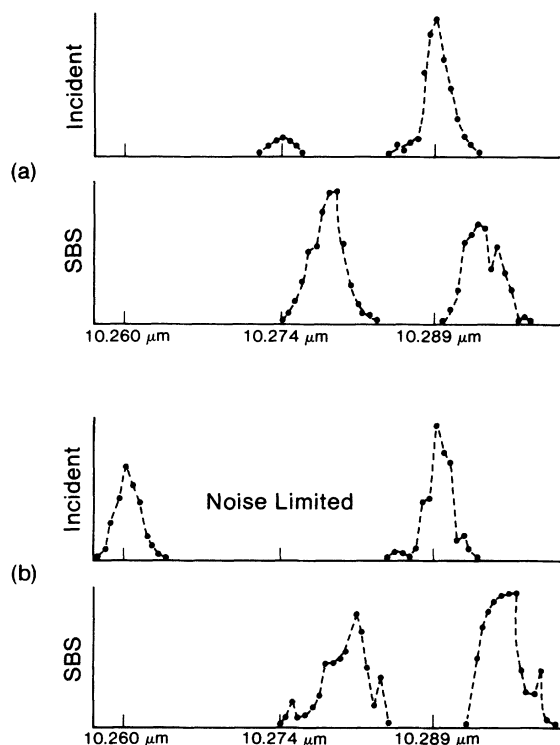 Incident
(a)
SBS
10.260 μm 10.274 μm 10.289 μm
Incident
Noise Limited
(b)
SBS
10.260 μm 10.274 μm 10.289 μm